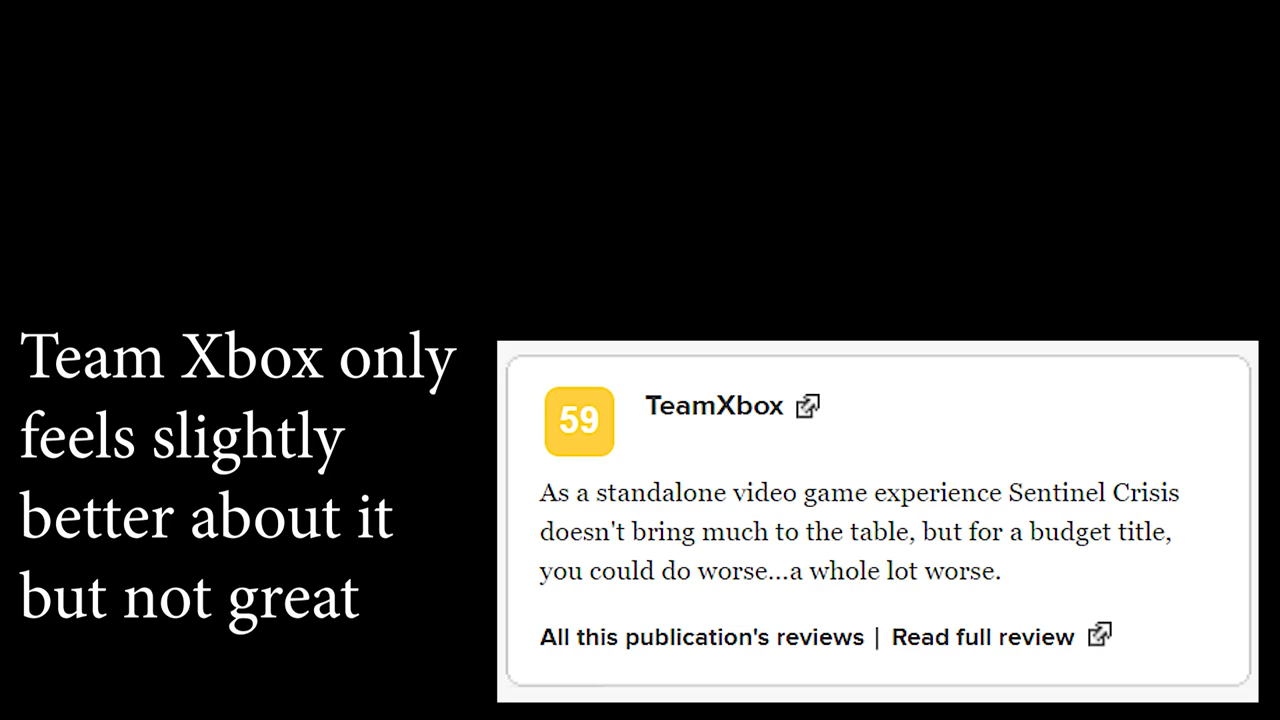 Team Xbox only
feels slightly
better about it
but not great
59
TeamXbox
As a standalone video game experience Sentinel Crisis
doesn't bring much to the table, but for a budget title,
you could do worse...a whole lot worse.
All this publication's reviews | Read full review